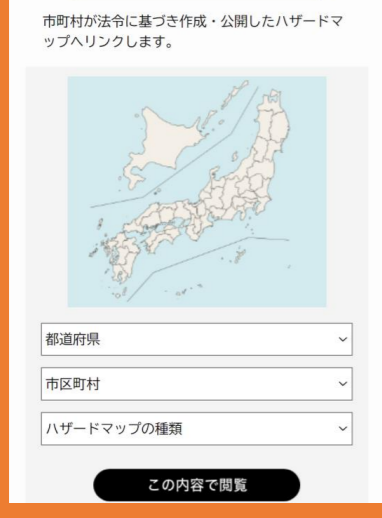 市町村が法令に基づき作成・公開したハザードマ
ップへリンクします。
都道府県
市区町村
ハザードマップの種類
この内容で閲覧